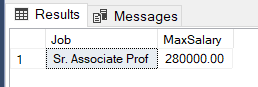 Results Messages
Job MaxSalary
1 Sr. Associate Prof 280000.00